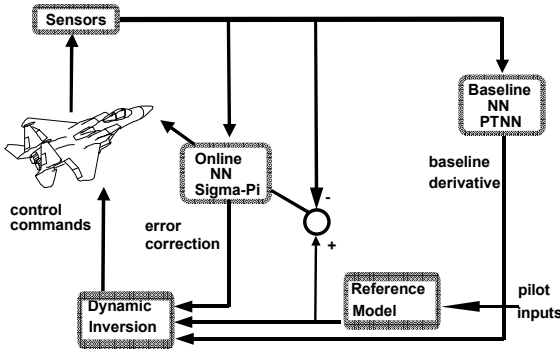 Sensors
Baseline
NN
PTNN
Online
NN
Sigma-Pi
baseline
derivative
-
control
commands
error
correction
+
Reference
Model
pilot
inputs
Dynamic
Inversion